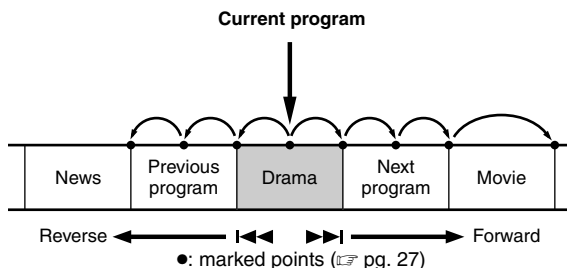 Current program
News
Previous
program
Drama
Next
program
Movie
Reverse
Forward
●: marked points (☞ pg. 27)